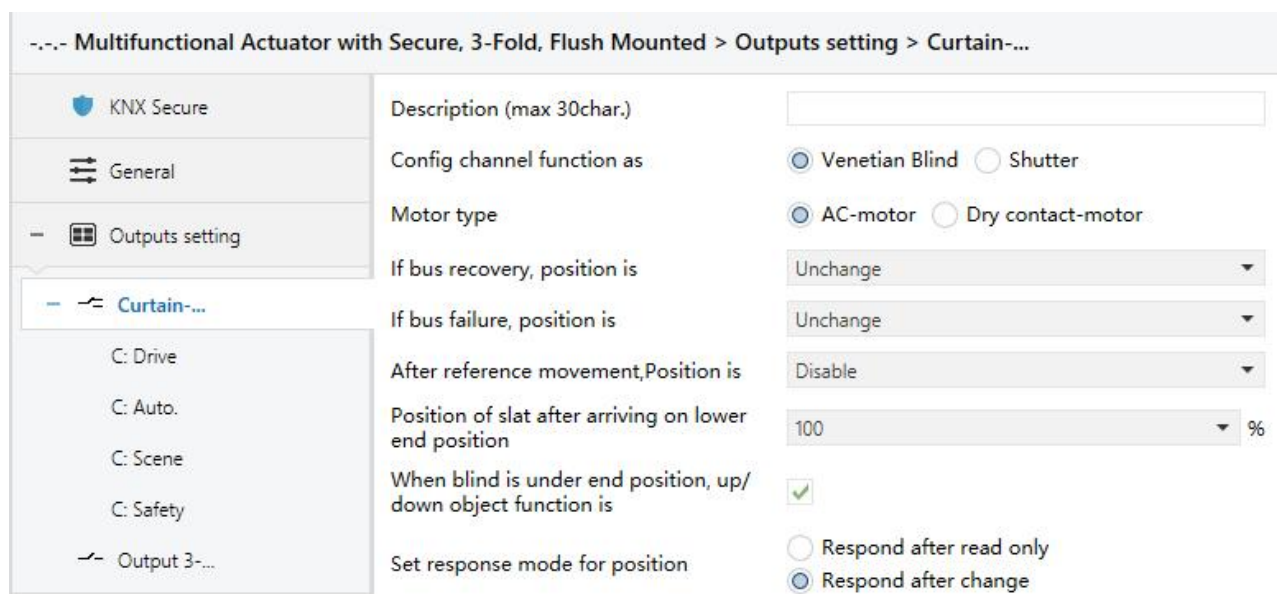 -.-.- Multifunctional Actuator with Secure, 3-Fold, Flush Mounted > Outputs setting > Curtain-...
KNX Secure
General
Outputs setting
Curtain-...
C: Drive
C: Auto.
C: Scene
C: Safety
Output 3-...
Description (max 30char.)
Config channel function as
Venetian Blind Shutter
Motor type
AC-motor Dry contact-motor
If bus recovery, position is
Unchange
If bus failure, position is
Unchange
After reference movement,Position is
Disable
Position of slat after arriving on lower
end position
100 %
When blind is under end position, up/
down object function is
Set response mode for position
Respond after read only
Respond after change